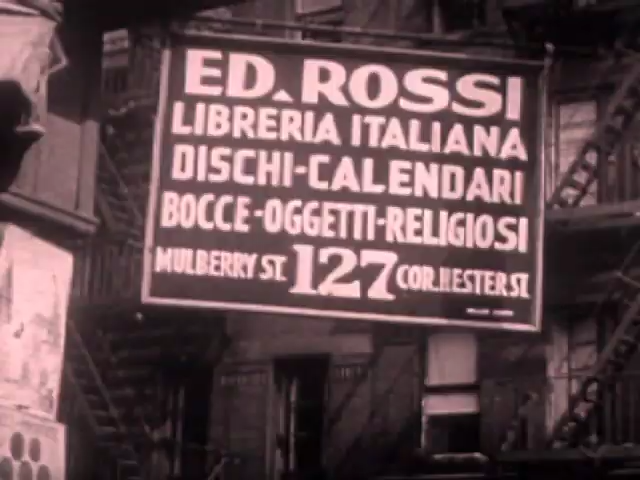 ED. ROSSI
LIBRERIA ITALIANA
DISCHI-CALENDARI
BOCCE-OGGETTI-RELIGIOSI
MULBERRY ST. 127 COR. HESTER ST.